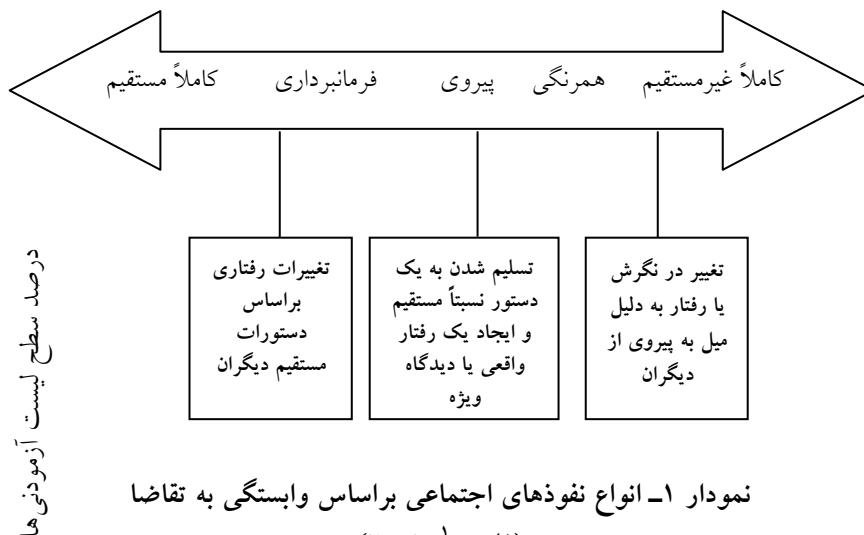 کاملاً غیرمستقیم همرنگی پیروی فرمانبرداری کاملاً مستقیم
تغییر در نگرش
یا رفتار به دلیل
میل به پیروی از
دیگران
تسلیم شدن به یک
دستور نسبتاً مستقیم
و ایجاد یک رفتار
واقعی یا دیدگاه
ویژه
تغییرات رفتاری
براساس
دستورات
مستقیم دیگران
درصد سطح لیست آزمودنی‌ها
نمودار ۱ـ انواع نفوذهای اجتماعی براساس وابستگی به تقاضا